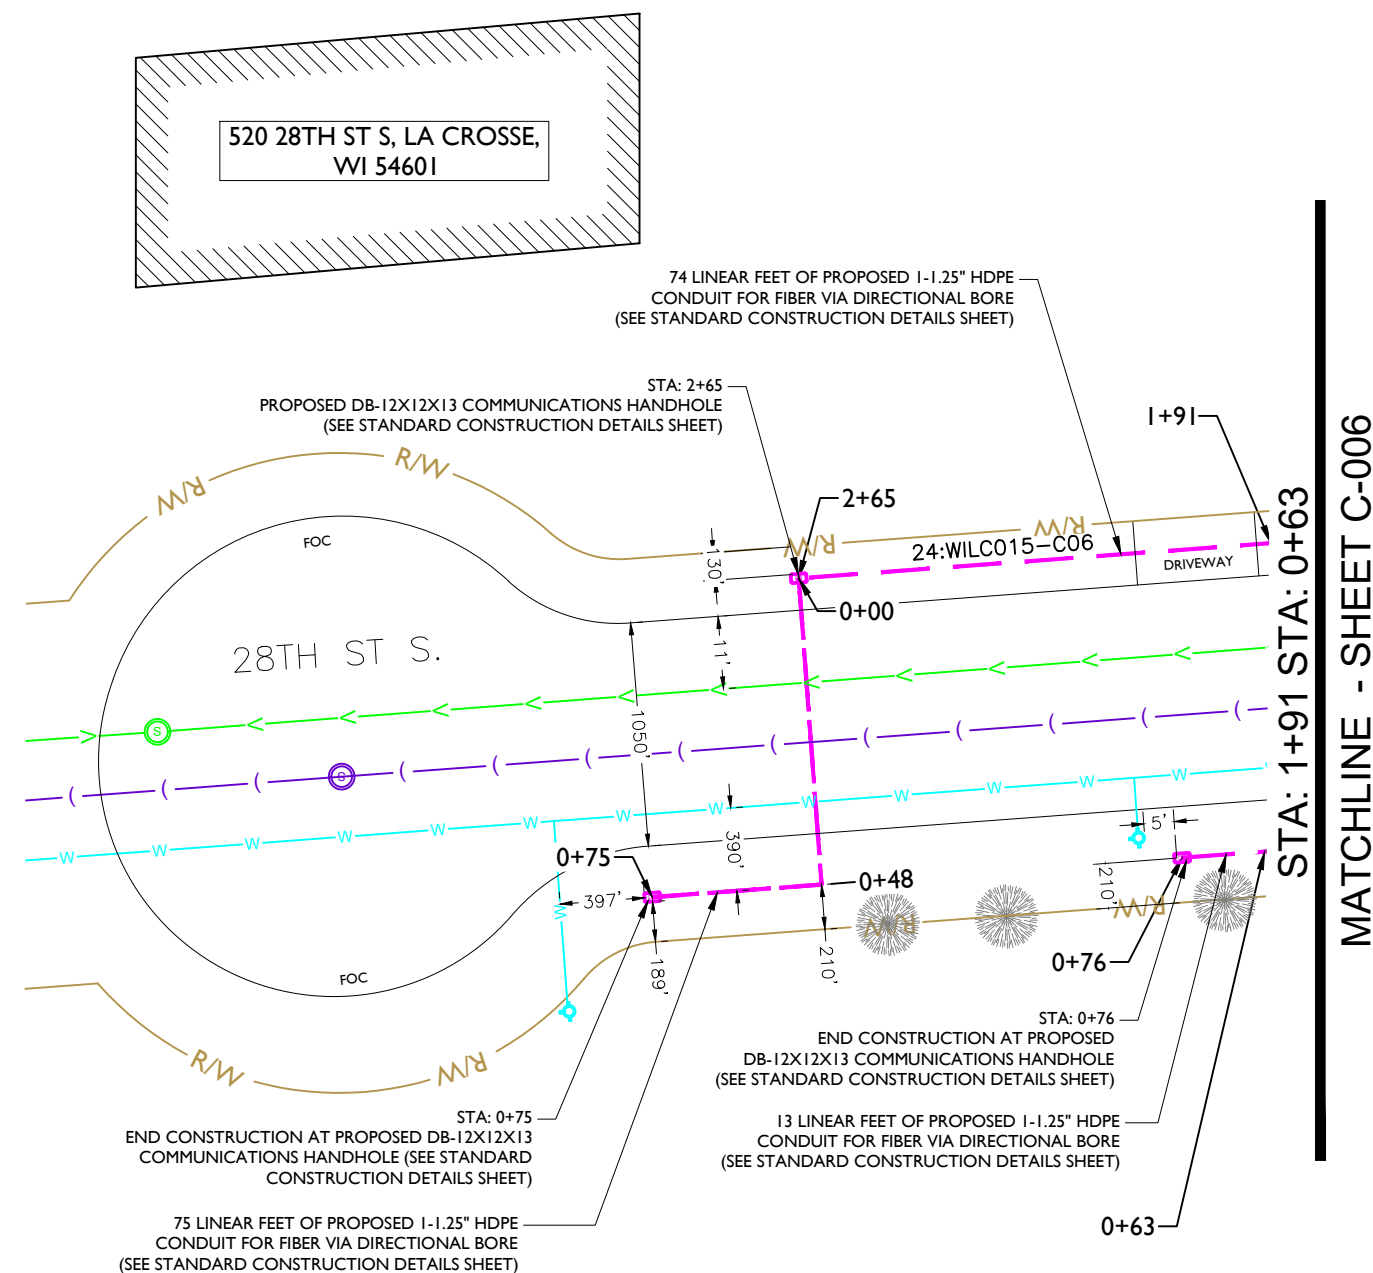 520 28TH ST S, LA CROSSE,
WI 54601
74 LINEAR FEET OF PROPOSED 1-1.25" HDPE
CONDUIT FOR FIBER VIA DIRECTIONAL BORE
(SEE STANDARD CONSTRUCTION DETAILS SHEET)
STA: 2+65
PROPOSED DB-12X12X13 COMMUNICATIONS HANDHOLE
(SEE STANDARD CONSTRUCTION DETAILS SHEET)
1+91
R/W
R/W
2+65
R/W
R/W
24:WILC015-C06
DRIVEWAY
FOC
130'
0+00
11'
28TH ST S.
1050'
S
S
W W W W W W W W W W W W W
W
390'
5'
0+75
397'
0+48
210'
R/W
R/W
189'
210'
0+76
FOC
R/W
R/W
STA: 0+76
END CONSTRUCTION AT PROPOSED
DB-12X12X13 COMMUNICATIONS HANDHOLE
(SEE STANDARD CONSTRUCTION DETAILS SHEET)
STA: 0+75
END CONSTRUCTION AT PROPOSED DB-12X12X13
COMMUNICATIONS HANDHOLE (SEE STANDARD
CONSTRUCTION DETAILS SHEET)
13 LINEAR FEET OF PROPOSED 1-1.25" HDPE
CONDUIT FOR FIBER VIA DIRECTIONAL BORE
(SEE STANDARD CONSTRUCTION DETAILS SHEET)
75 LINEAR FEET OF PROPOSED 1-1.25" HDPE
CONDUIT FOR FIBER VIA DIRECTIONAL BORE
(SEE STANDARD CONSTRUCTION DETAILS SHEET)
0+63
STA: 1+91 STA: 0+63
MATCHLINE - SHEET C-006